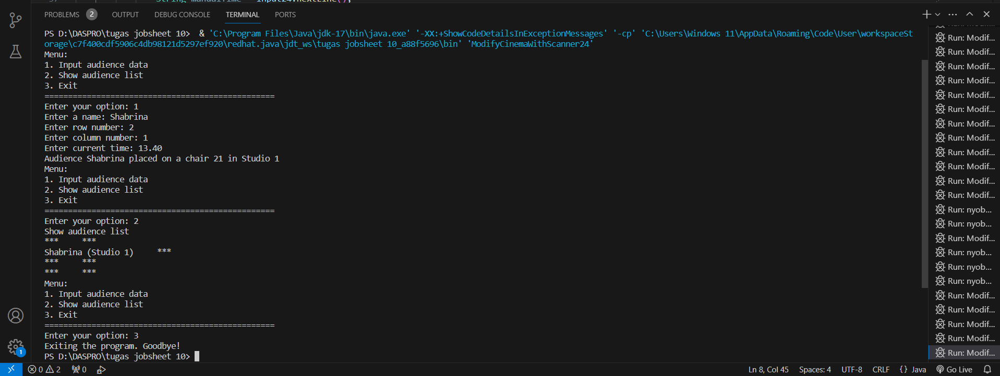 String manualTime = input24.nextLine();
PROBLEMS 2 OUTPUT DEBUG CONSOLE TERMINAL PORTS
PS D:\DASPRO\tugas jobsheet 10>  & 'C:\Program Files\Java\jdk-17\bin\java.exe' '-XX:+ShowCodeDetailsInExceptionMessages' '-cp' 'C:\Users\Windows 11\AppData\Roaming\Code\User\workspaceSt
orage\c7f400cdf5906c4db98121d5297ef920\redhat.java\jdt_ws\tugas jobsheet 10_a88f5696\bin' 'ModifyCinemaWithScanner24'
Menu:
1. Input audience data
2. Show audience list
3. Exit
=================================================
Enter your option: 1
Enter a name: Shabrina
Enter row number: 2
Enter column number: 1
Enter current time: 13.40
Audience Shabrina placed on a chair 21 in Studio 1
Menu:
1. Input audience data
2. Show audience list
3. Exit
=================================================
Enter your option: 2
Show audience list
***     ***
Shabrina (Studio 1)     ***
***     ***
***     ***
Menu:
1. Input audience data
2. Show audience list
3. Exit
=================================================
Enter your option: 3
Exiting the program. Goodbye!
PS D:\DASPRO\tugas jobsheet 10>
Run: Modif...
Run: Modif...
Run: Modif...
Run: Modif...
Run: Modif...
Run: Modif...
Run: Modif...
Run: Modif...
Run: Modif...
Run: Modif...
Run: Modif...
Run: Modif...
Run: nyob...
Run: nyob...
Run: Modif...
Run: nyob...
Run: nyob...
Run: nyob...
Run: Modif...
Run: Modif...
Run: Modif...
Run: Modif...
Run: Modif...
1
0 2 0 Ln 8, Col 45 Spaces: 4 UTF-8 CRLF {} Java Go Live